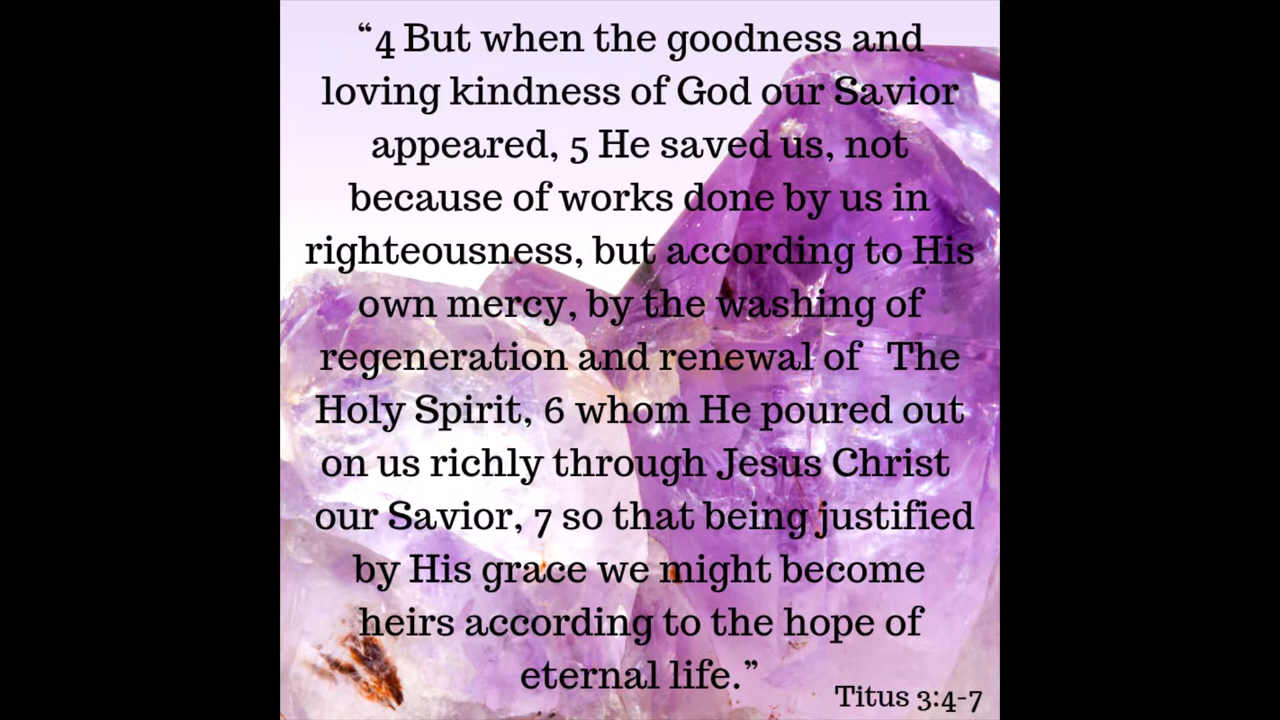 “4 But when the goodness and
loving kindness of God our Savior
appeared, 5 He saved us, not
because of works done by us in
righteousness, but according to His
own mercy, by the washing of
regeneration and renewal of   The
Holy Spirit, 6 whom He poured out
on us richly through Jesus Christ
our Savior, 7 so that being justified
by His grace we might become
heirs according to the hope of
eternal life.”
Titus 3:4-7